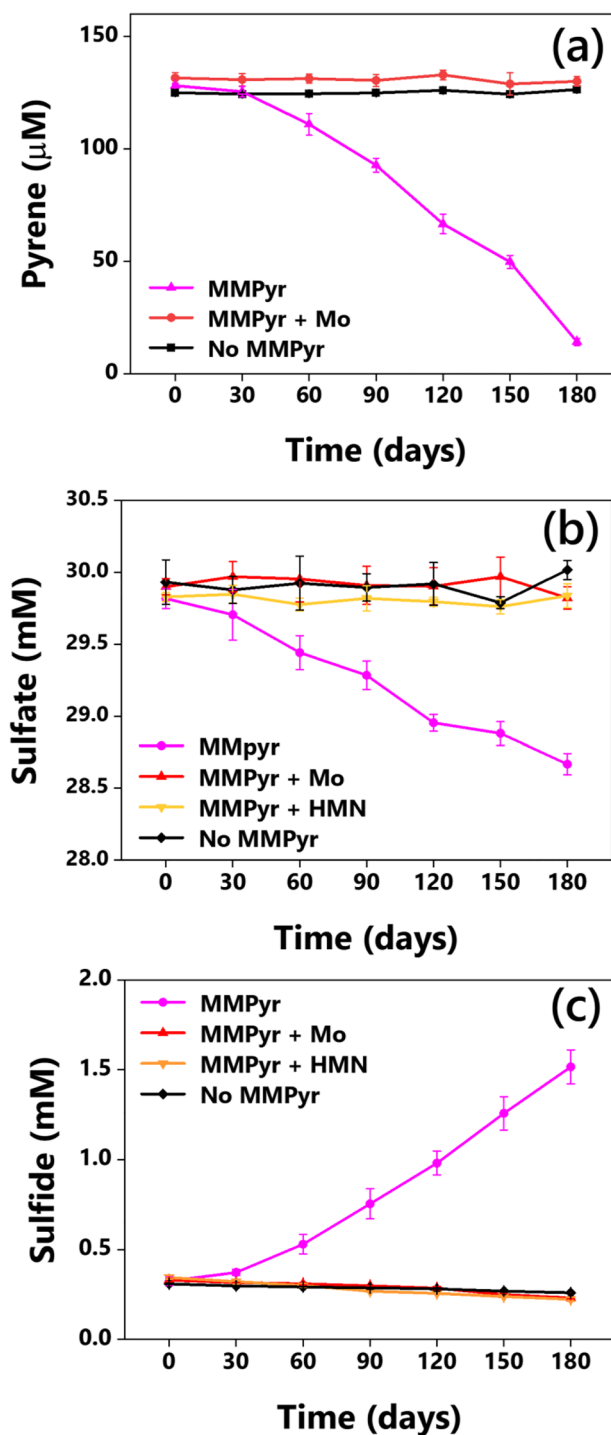 (a)
150
100
50
0
Pyrene (μM)
MMPyr
MMPyr + Mo
No MMPyr
0 30 60 90 120 150 180
Time (days)
(b)
30.5
30.0
29.5
29.0
28.5
28.0
Sulfate (mM)
MMpyr
MMPyr + Mo
MMPyr + HMN
No MMPyr
0 30 60 90 120 150 180
Time (days)
(c)
2.0
1.5
1.0
0.5
0.0
Sulfide (mM)
MMPyr
MMPyr + Mo
MMPyr + HMN
No MMPyr
0 30 60 90 120 150 180
Time (days)